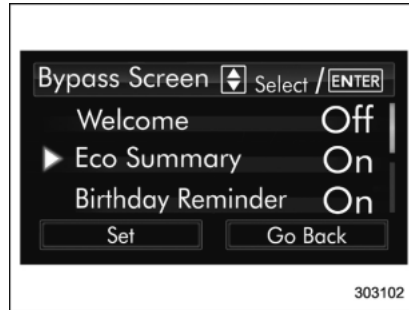 Bypass Screen Select / ENTER
Welcome Off
Eco Summary On
Birthday Reminder On
Set Go Back
303102